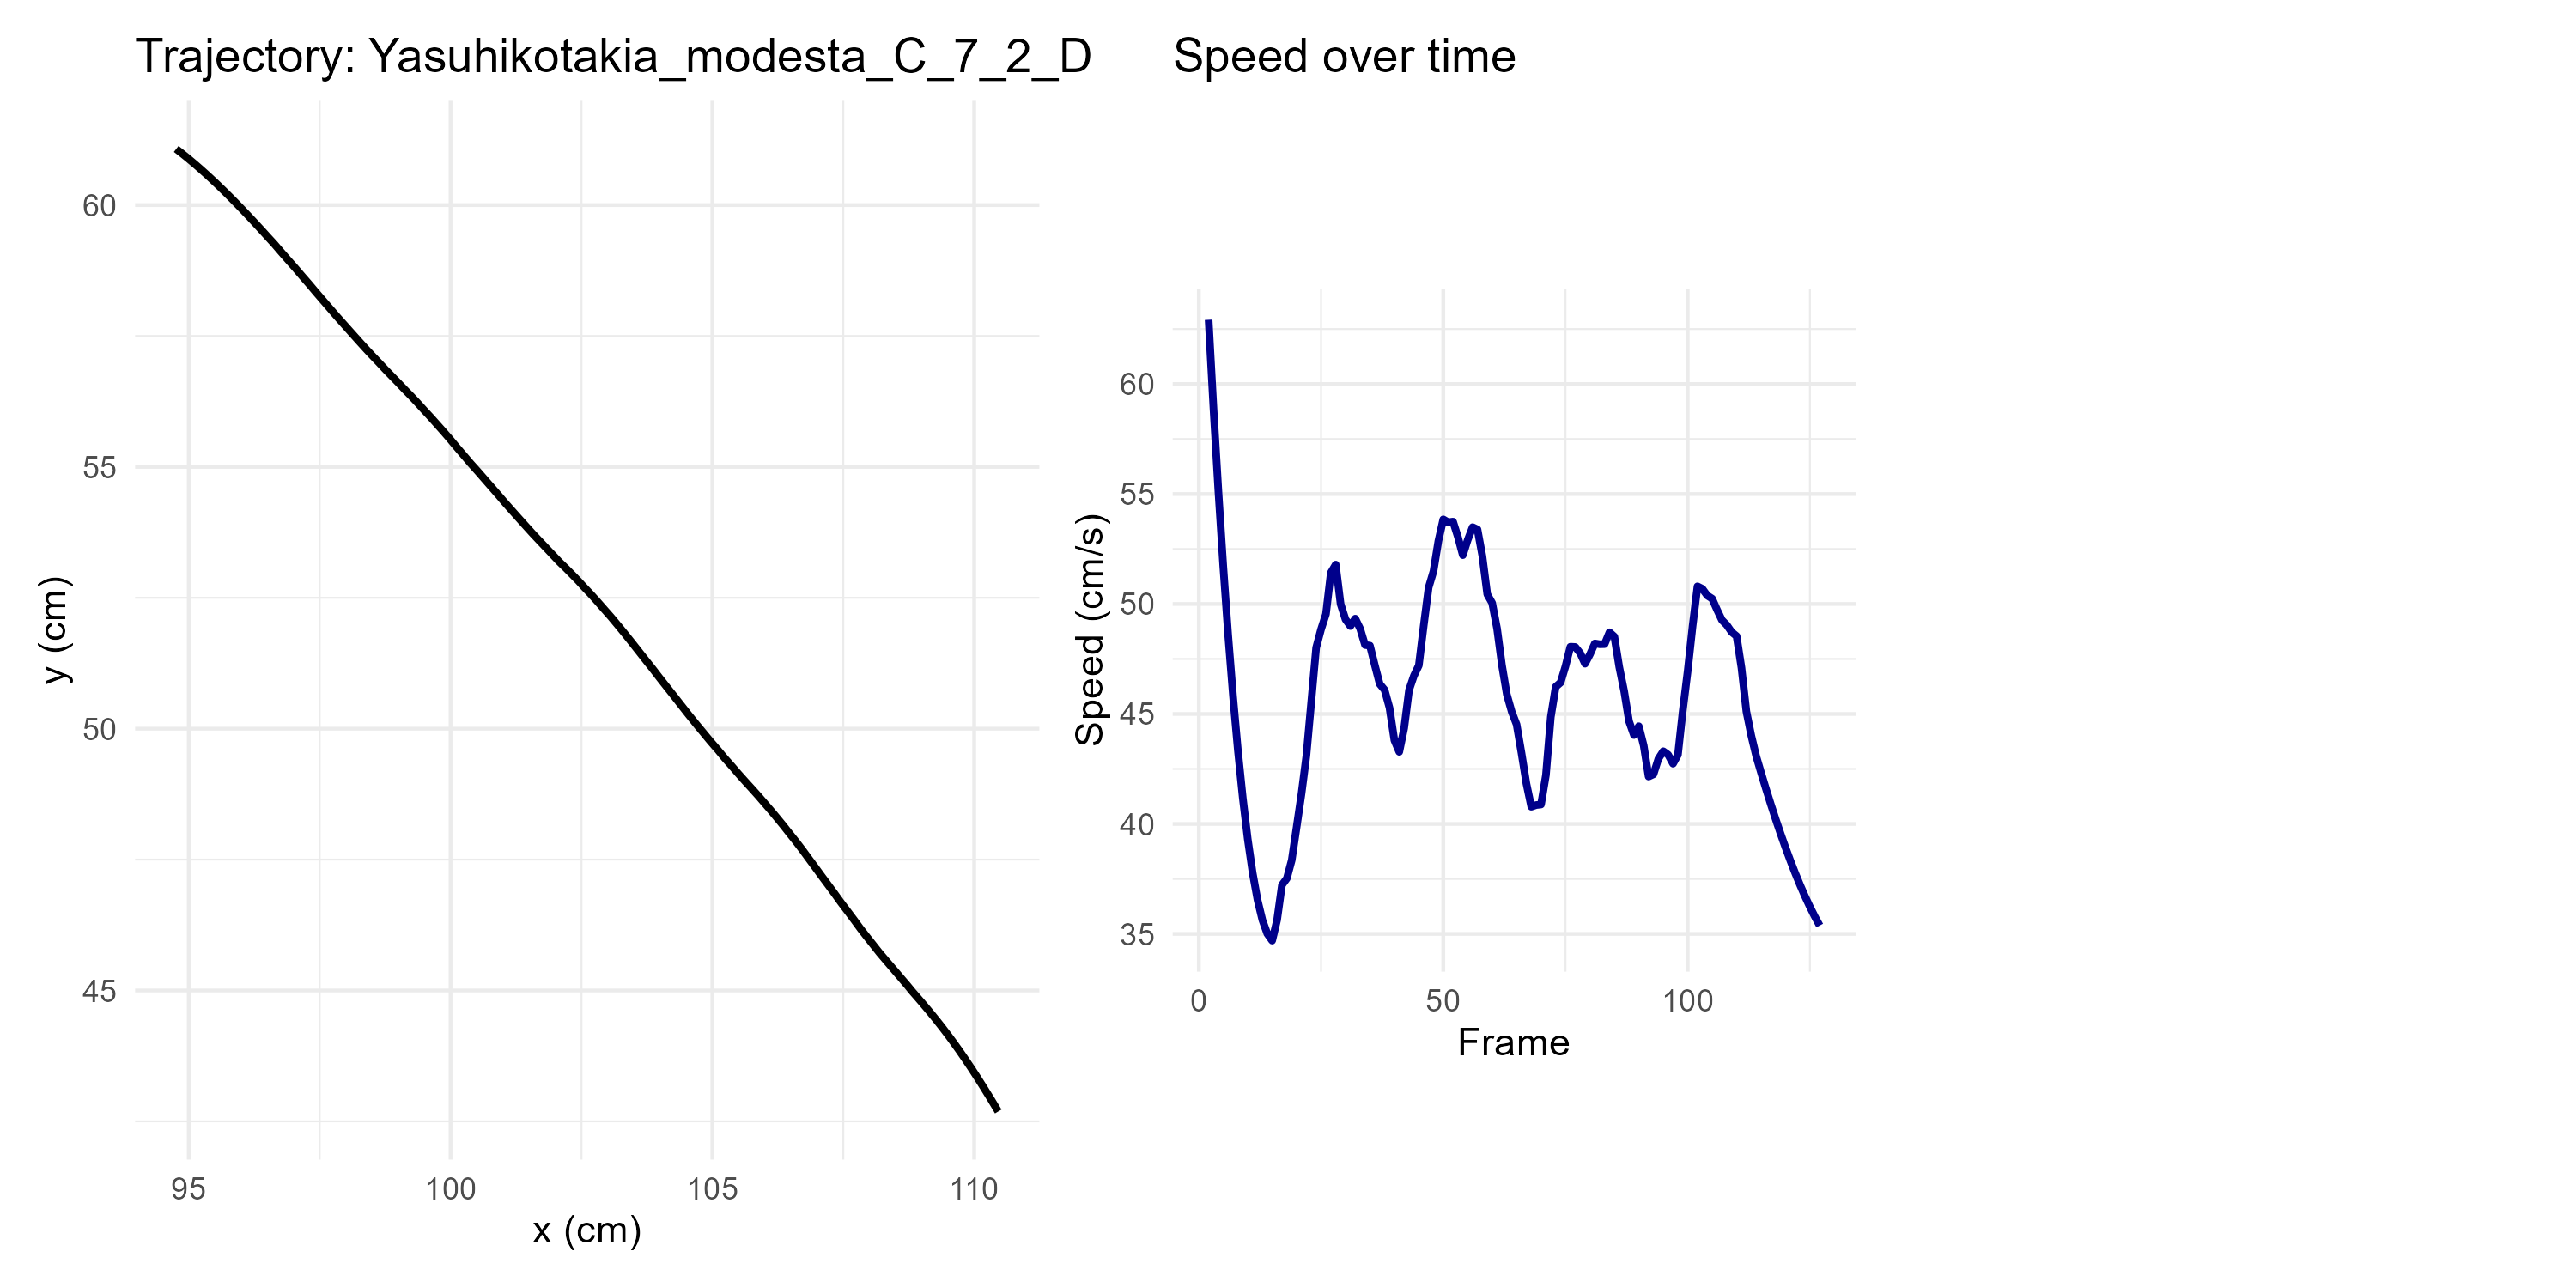 Trajectory: Yasuhikotakia_modesta_C_7_2_D
60
55
50
45
y (cm)
95 100 105 110
x (cm)
Speed over time
60
55
50
45
40
35
Speed (cm/s)
0 50 100
Frame